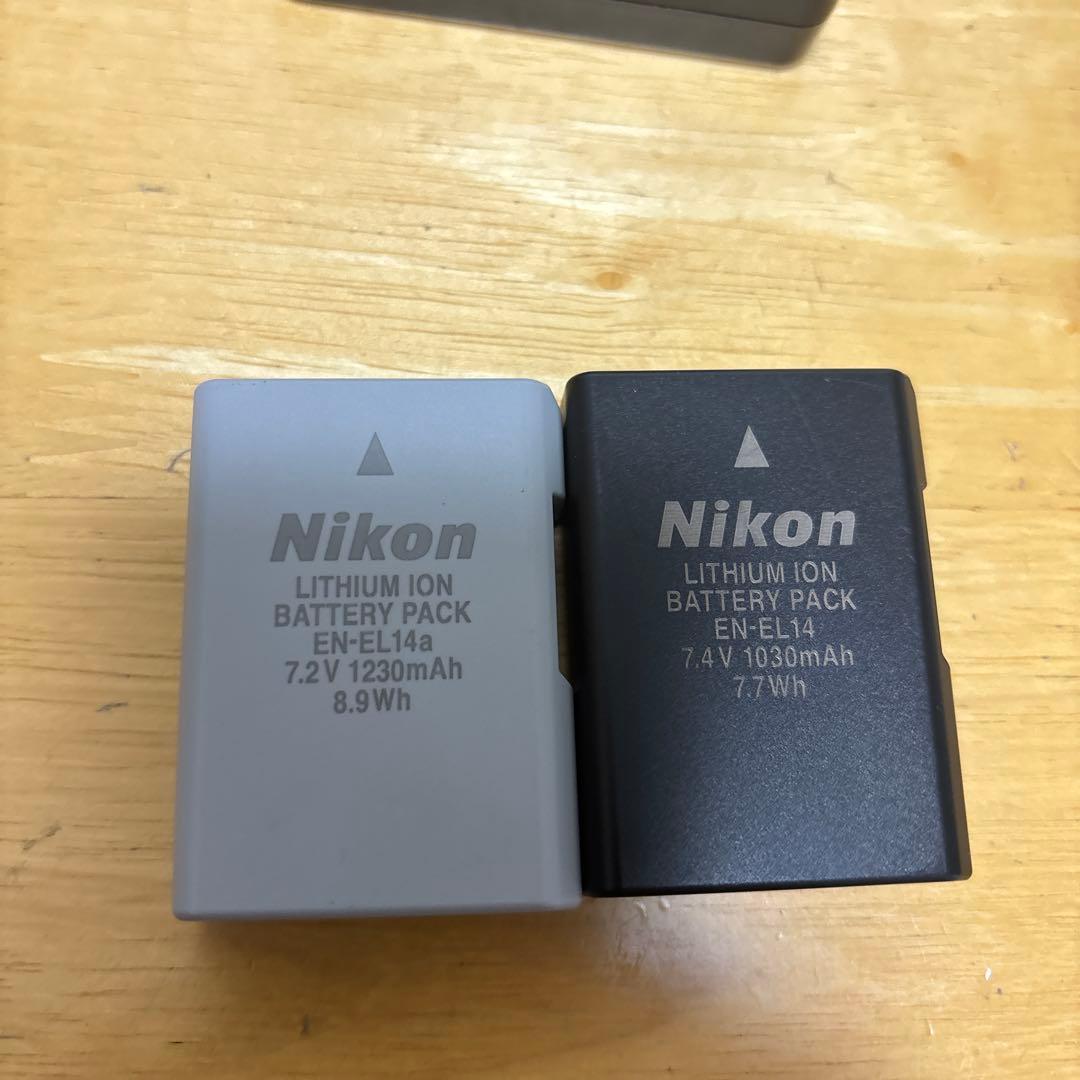 Nikon
LITHIUM ION
BATTERY PACK
EN-EL14a
7.2V 1230mAh
8.9Wh
Nikon
LITHIUM ION
BATTERY PACK
EN-EL14
7.4V 1030mAh
7.7Wh